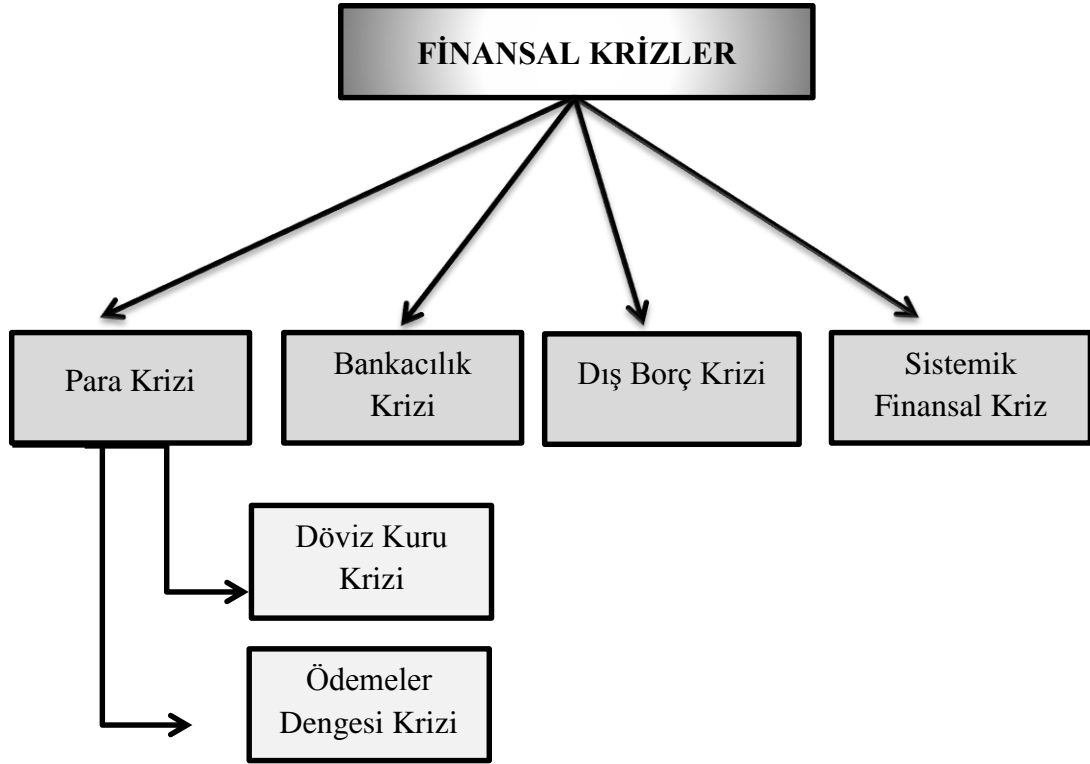 FİNANSAL KRİZLER
Para Krizi
Bankacılık
Krizi
Dış Borç Krizi
Sistemik
Finansal Kriz
Döviz Kuru
Krizi
Ödemeler
Dengesi Krizi